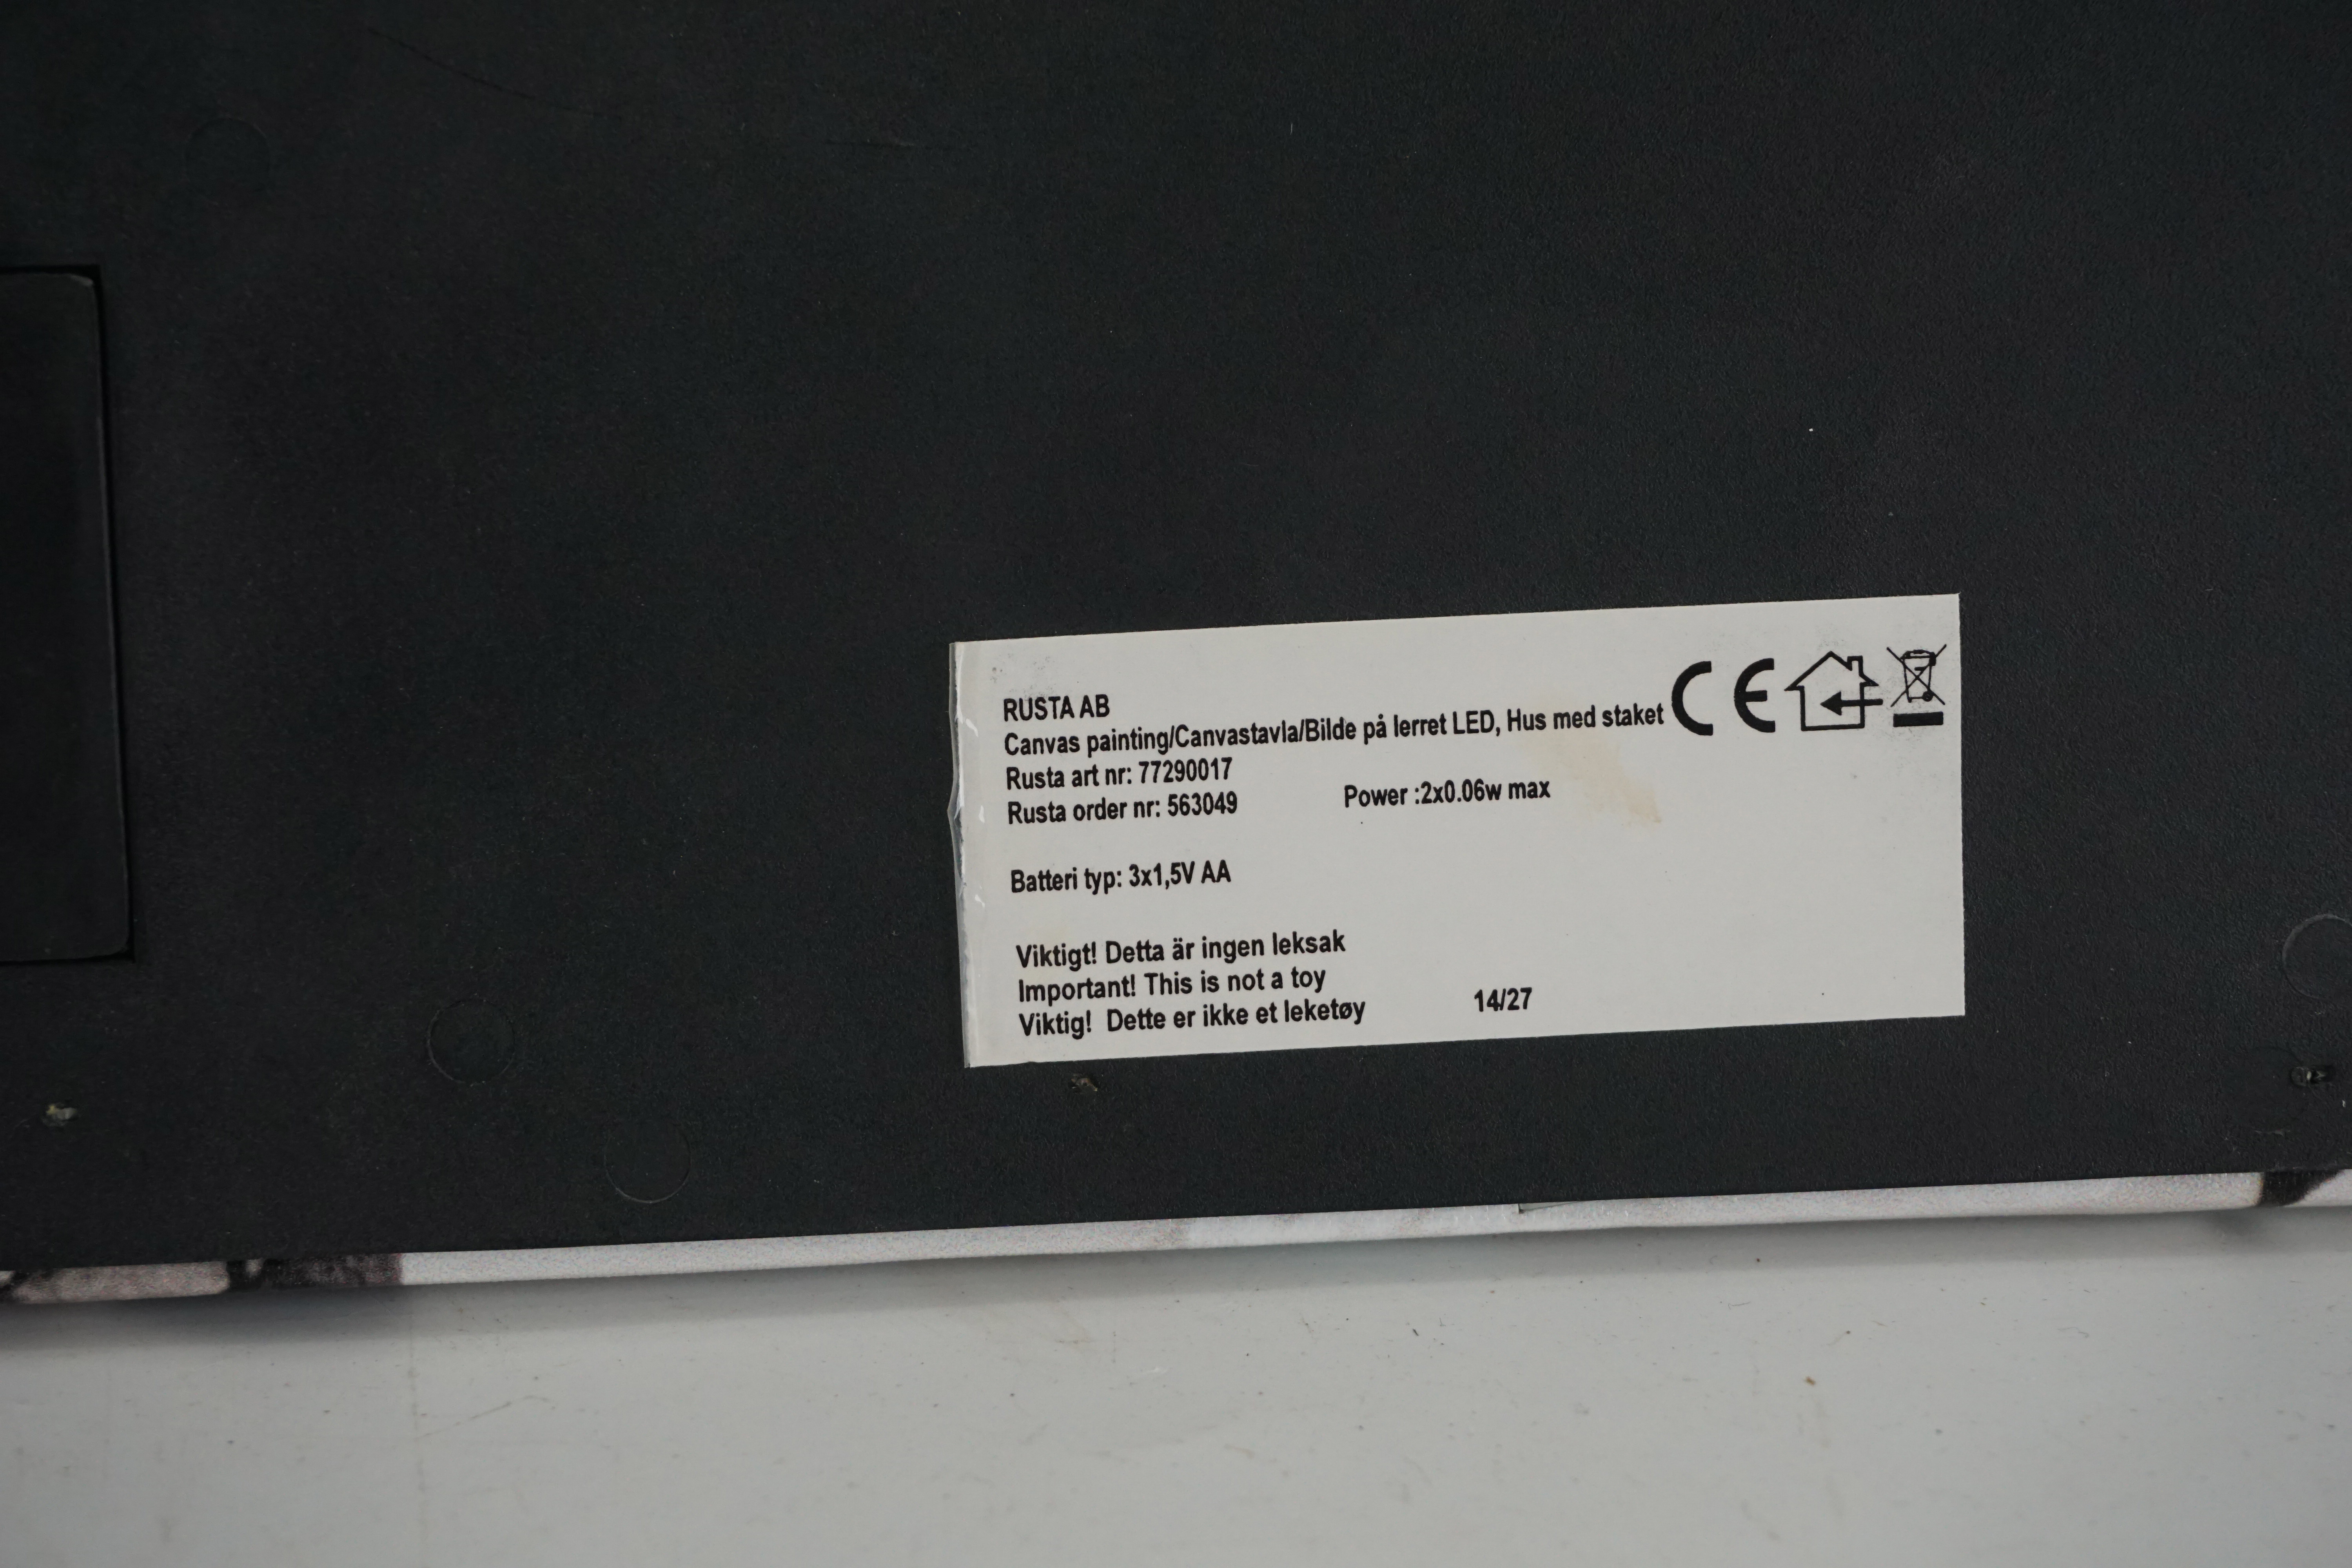 RUSTA AB
Canvas painting/Canvastavla/Bilde på lerret LED, Hus med staket CE
Rusta art nr: 77290017
Rusta order nr: 563049 Power :2x0.06w max
Batteri typ: 3x1,5V AA
Viktigt! Detta är ingen leksak
Important! This is not a toy
Viktig! Dette er ikke et leketøy 14/27